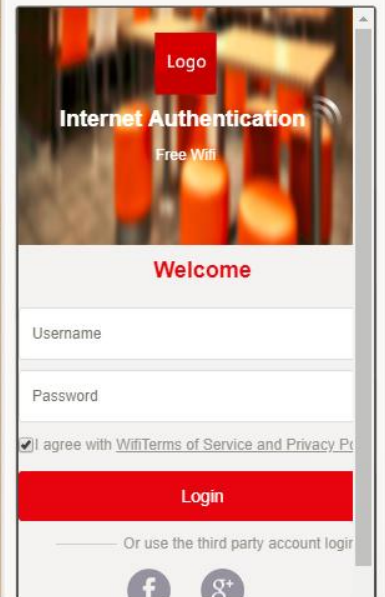 Logo
Internet Authentication
Free Wifi
Welcome
Username
Password
I agree with WifiTerms of Service and Privacy
Login
Or use the third party account login
f
g+